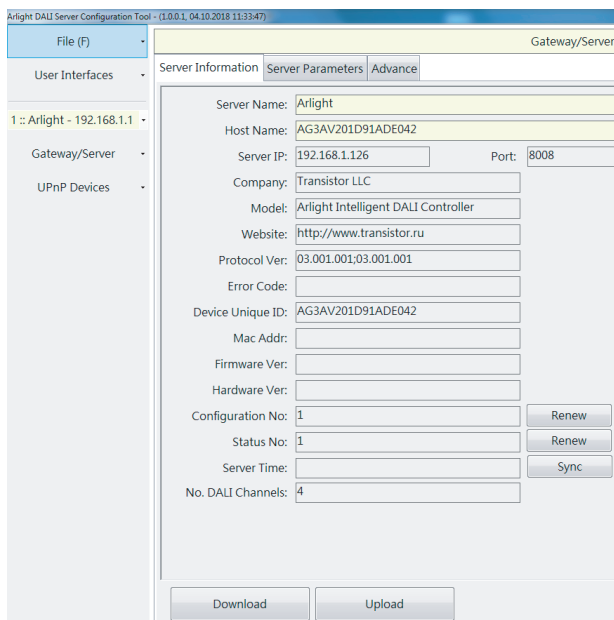 Arlight DALI Server Configuration Tool - (1.0.0.1, 04.10.2018 11:33:47)
File (F)
User Interfaces
1 :: Arlight - 192.168.1.1
Gateway/Server
UPnP Devices
Gateway/Server
Server Information Server Parameters Advance
Server Name: Arlight
Host Name: AG3AV201D91ADE042
Server IP: 192.168.1.126 Port: 8008
Company: Transistor LLC
Model: Arlight Intelligent DALI Controller
Website: http://www.transistor.ru
Protocol Ver: 03.001.001;03.001.001
Error Code:
Device Unique ID: AG3AV201D91ADE042
Mac Addr:
Firmware Ver:
Hardware Ver:
Configuration No: 1 Renew
Status No: 1 Renew
Server Time: Sync
No. DALI Channels: 4
Download Upload